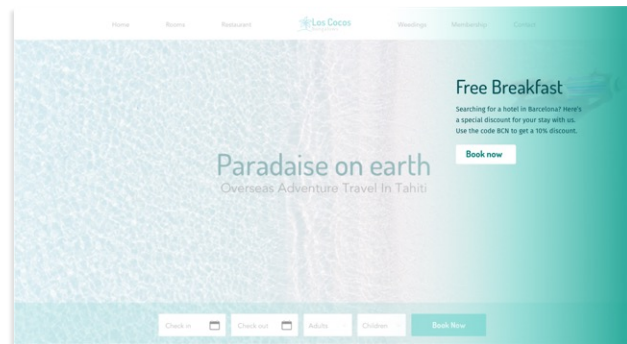 Home Rooms Restaurant Los Cocos Weedings Membership Contact
Free Breakfast
Searching for a hotel in Barcelona? Here's
a special discount for your stay with us.
Use the code BCN to get a 10% discount.
Book now
Paradaise on earth
Overseas Adventure Travel In Tahiti
Check in Check out Adults Children Book Now